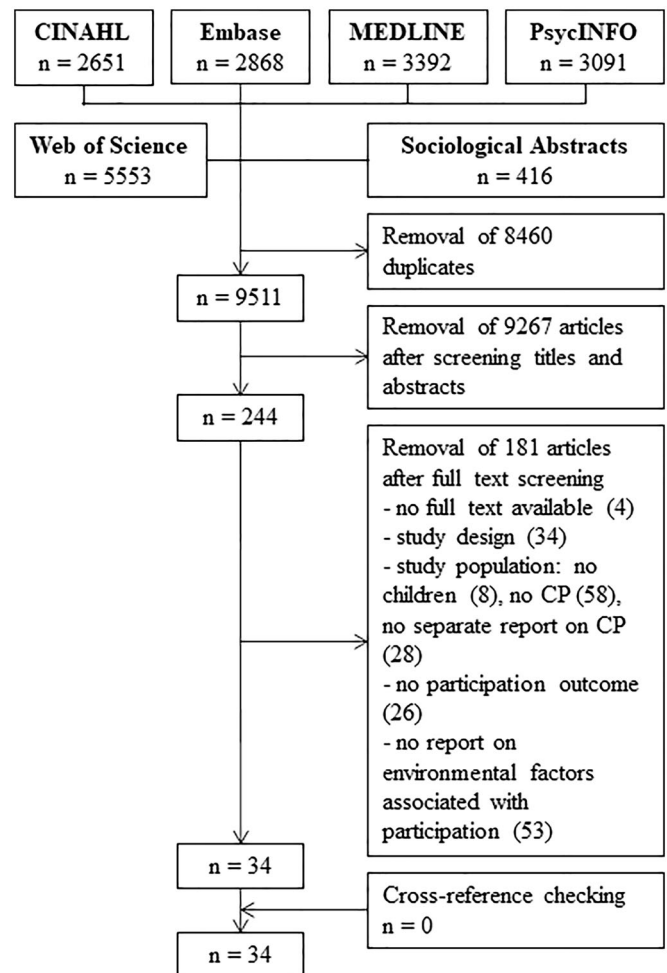 CINAHL
n = 2651
Embase
n = 2868
MEDLINE
n = 3392
PsycINFO
n = 3091
Web of Science
n = 5553
Sociological Abstracts
n = 416
Removal of 8460
duplicates
n = 9511
Removal of 9267 articles
after screening titles and
abstracts
n = 244
Removal of 181 articles
after full text screening
- no full text available (4)
- study design (34)
- study population: no
children (8), no CP (58),
no separate report on CP
(28)
- no participation outcome
(26)
- no report on
environmental factors
associated with
participation (53)
n = 34
Cross-reference checking
n = 0
n = 34